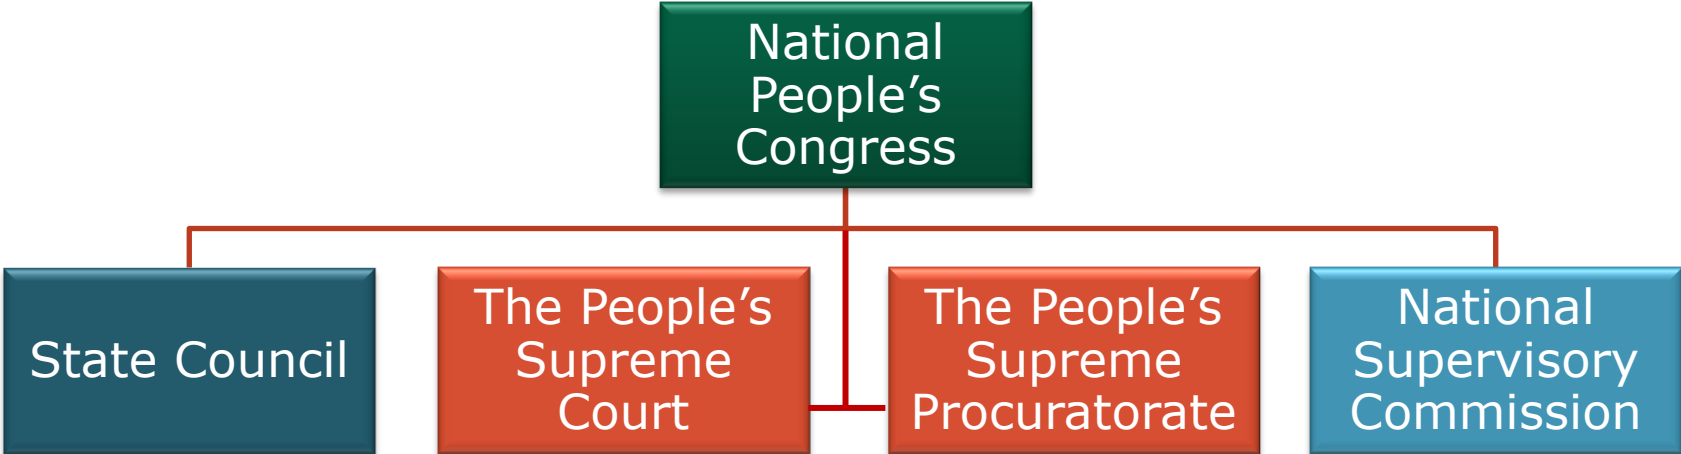 National
People’s
Congress
State Council
The People’s
Supreme
Court
The People’s
Supreme
Procuratorate
National
Supervisory
Commission